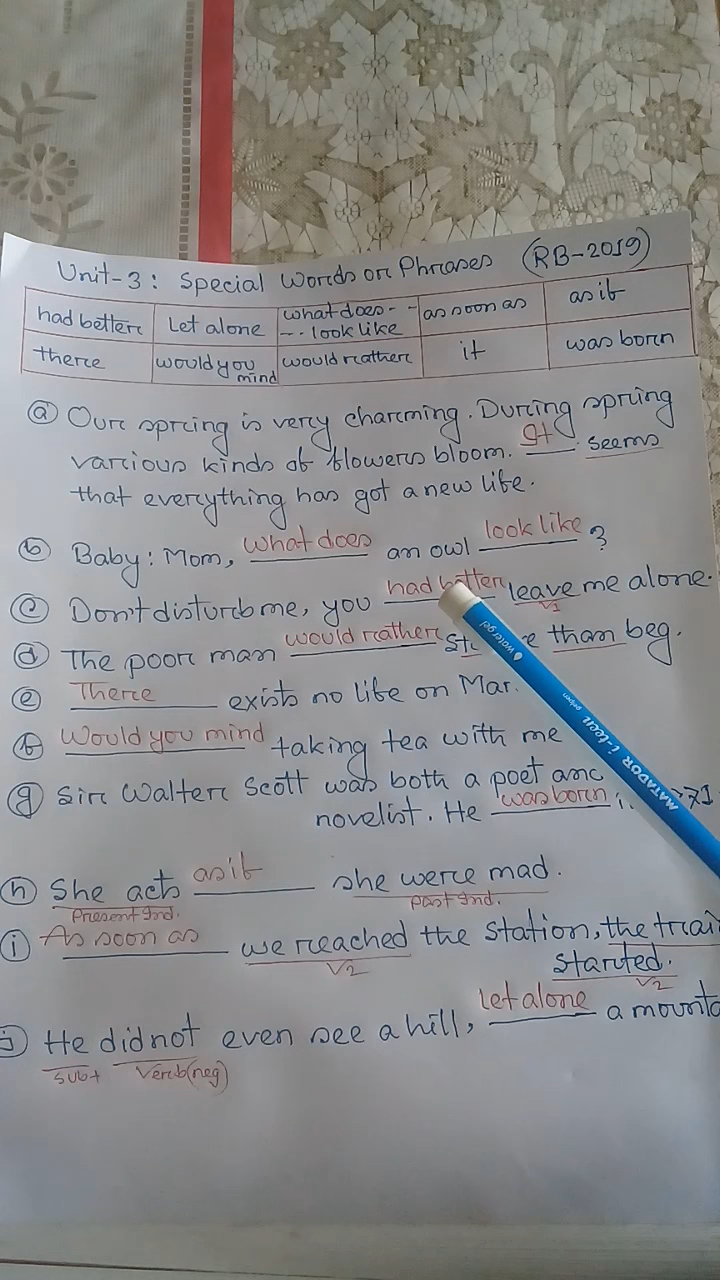 Unit-3: Special Words or Phrases (RB-2019)
had better | Let alone | what does-- --.look like | as soon as | as if
there | would you mind | would rather | it | was born
(a) Our spring is very charming. During spring
various kinds of flowers bloom. It seems
that everything has got a new life.
(b) Baby: Mom, what does an owl look like ?
(c) Don't disturb me, you had better leave me alone.
V1
(d) The poor man would rather than beg.
(e) There exists no life on Mar.
(f) Would you mind taking tea with me
(g) Sir Walter Scott was both a poet and
novelist. He was born
(h) She acts as if she were mad.
Present Ind. Past Ind.
(i) As soon as we reached the station, the trai
V2
started.
V2
(j) He did not even see a hill, let alone a mounta
Sub+ Verb(neg)
water gel
MATADOR i-teen